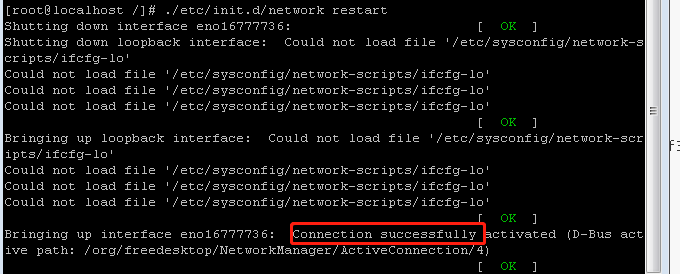 [root@localhost /]# ./etc/init.d/network restart
Shutting down interface eno16777736: [ OK ]
Shutting down loopback interface: Could not load file '/etc/sysconfig/network-s
cripts/ifcfg-lo'
Could not load file '/etc/sysconfig/network-scripts/ifcfg-lo'
Could not load file '/etc/sysconfig/network-scripts/ifcfg-lo'
Could not load file '/etc/sysconfig/network-scripts/ifcfg-lo'
[ OK ]
Bringing up loopback interface: Could not load file '/etc/sysconfig/network-scr
ipts/ifcfg-lo'
Could not load file '/etc/sysconfig/network-scripts/ifcfg-lo'
Could not load file '/etc/sysconfig/network-scripts/ifcfg-lo'
Could not load file '/etc/sysconfig/network-scripts/ifcfg-lo'
[ OK ]
Bringing up interface eno16777736: Connection successfully activated (D-Bus act
ive path: /org/freedesktop/NetworkManager/ActiveConnection/4)
[ OK ]